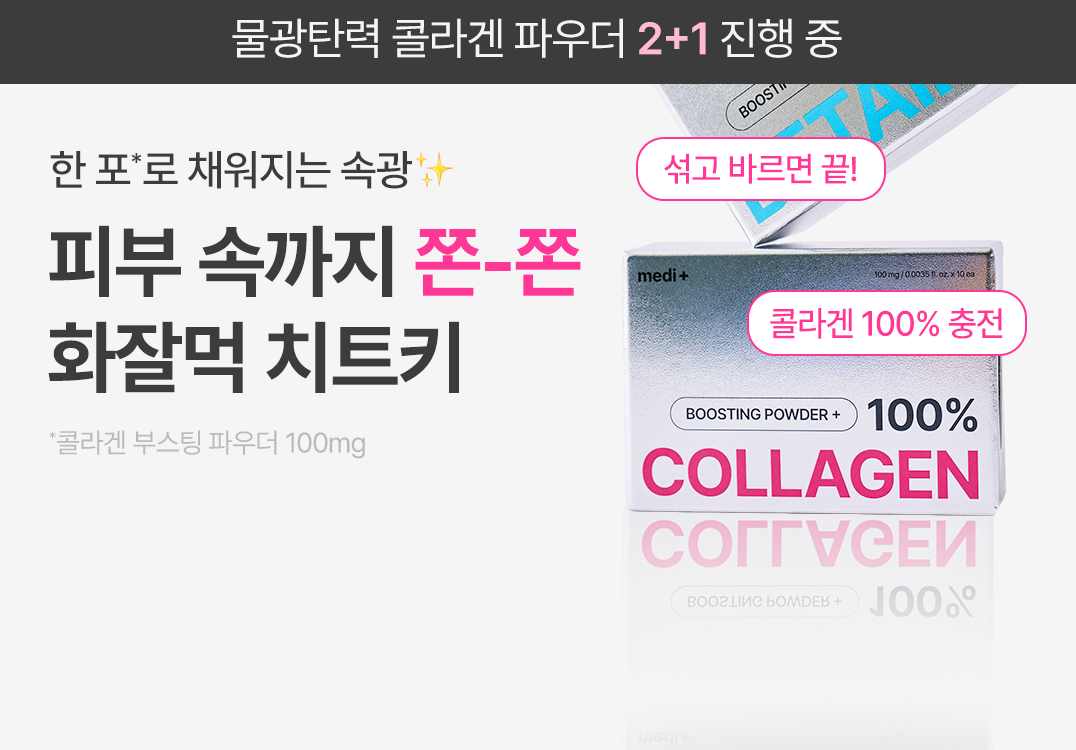 물광탄력 콜라겐 파우더 2+1 진행 중
한 포*로 채워지는 속광✨
피부 속까지 쫀-쫀
화잘먹 치트키
*콜라겐 부스팅 파우더 100mg
섞고 바르면 끝!
medi+
100 mg / 0.0035 fl. oz. x 10 ea
콜라겐 100% 충전
BOOSTING POWDER + 100%
COLLAGEN